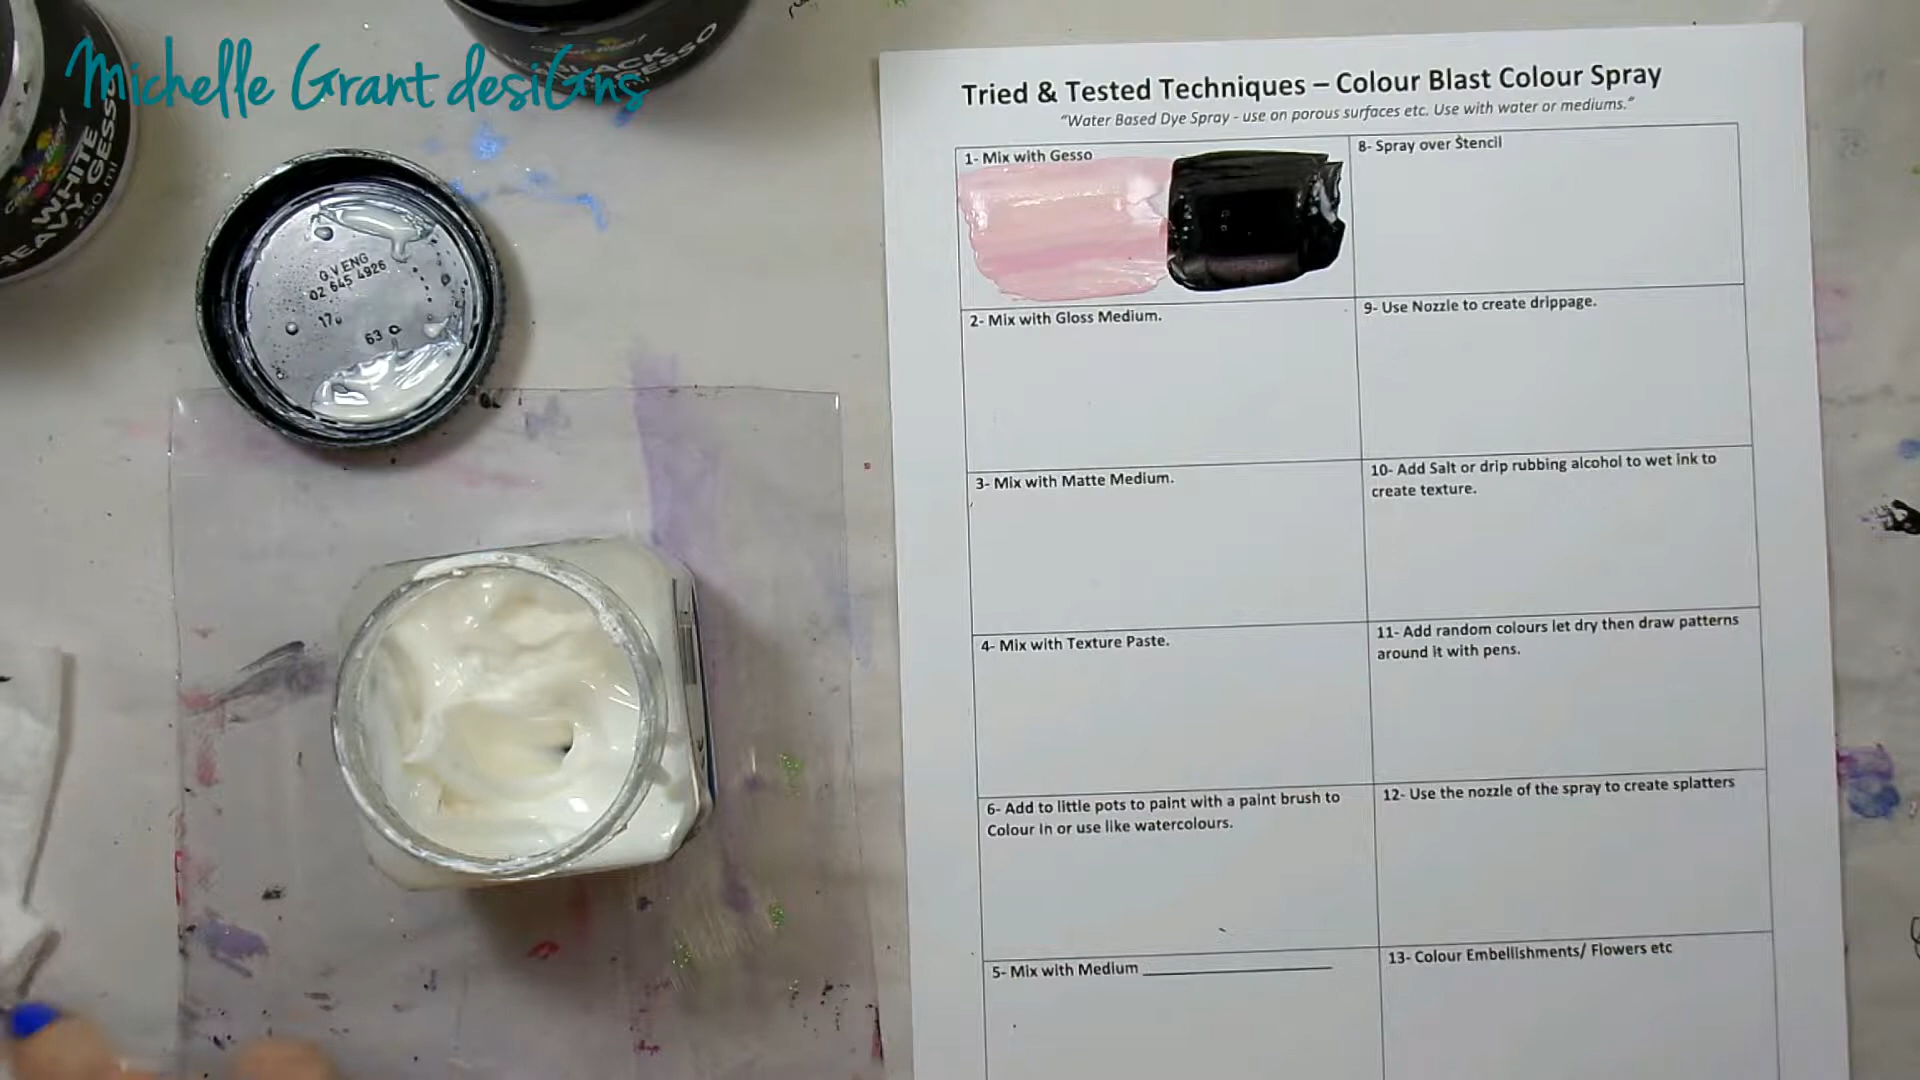 Michelle Grant desiGns
WHITE
HEAVY GESSO
250 ml
G.V ENG
02 645 4926
17
63
Tried & Tested Techniques – Colour Blast Colour Spray
"Water Based Dye Spray - use on porous surfaces etc. Use with water or mediums."
1- Mix with Gesso
2- Mix with Gloss Medium.
3- Mix with Matte Medium.
4- Mix with Texture Paste.
6- Add to little pots to paint with a paint brush to
Colour In or use like watercolours.
5- Mix with Medium
8- Spray over Stencil
9- Use Nozzle to create drippage.
10- Add Salt or drip rubbing alcohol to wet ink to
create texture.
11- Add random colours let dry then draw patterns
around it with pens.
12- Use the nozzle of the spray to create splatters
13- Colour Embellishments/ Flowers etc